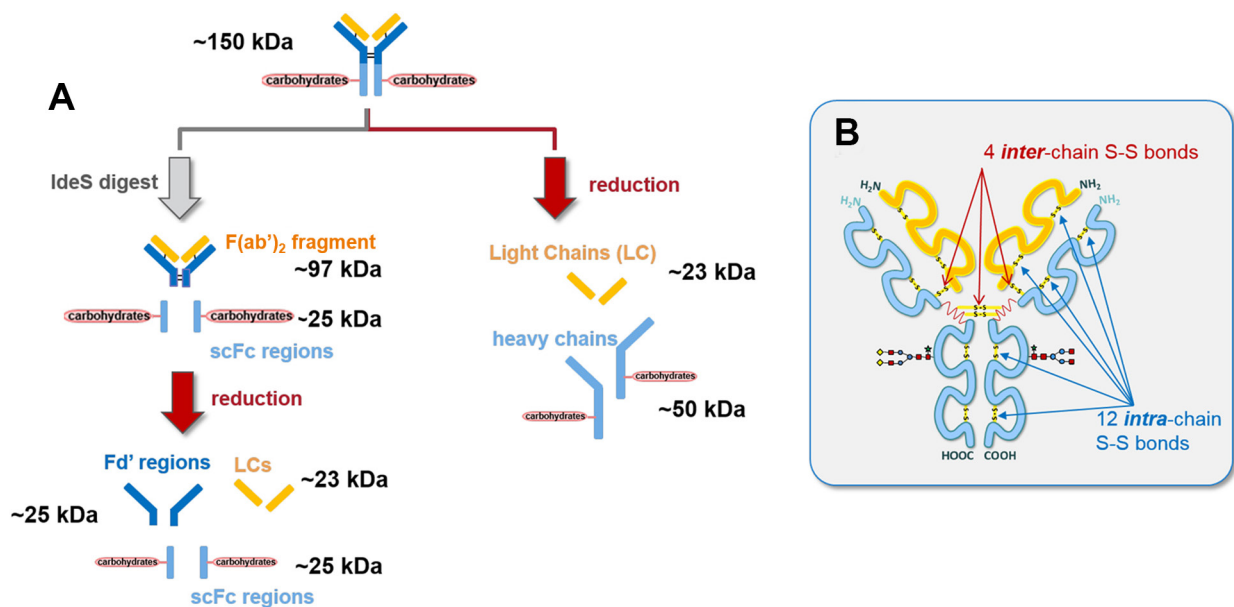 ~150 kDa
carbohydrates
carbohydrates
A
IdeS digest
reduction
F(ab')₂ fragment
~97 kDa
carbohydrates
carbohydrates
~25 kDa
scFc regions
Light Chains (LC)
~23 kDa
heavy chains
carbohydrates
carbohydrates
~50 kDa
reduction
Fd' regions
LCs
~23 kDa
~25 kDa
carbohydrates
carbohydrates
~25 kDa
scFc regions
B
4 inter-chain S-S bonds
H₂N
H₂N
NH₂
NH₂
S-S
S-S
12 intra-chain
S-S bonds
HOOC COOH